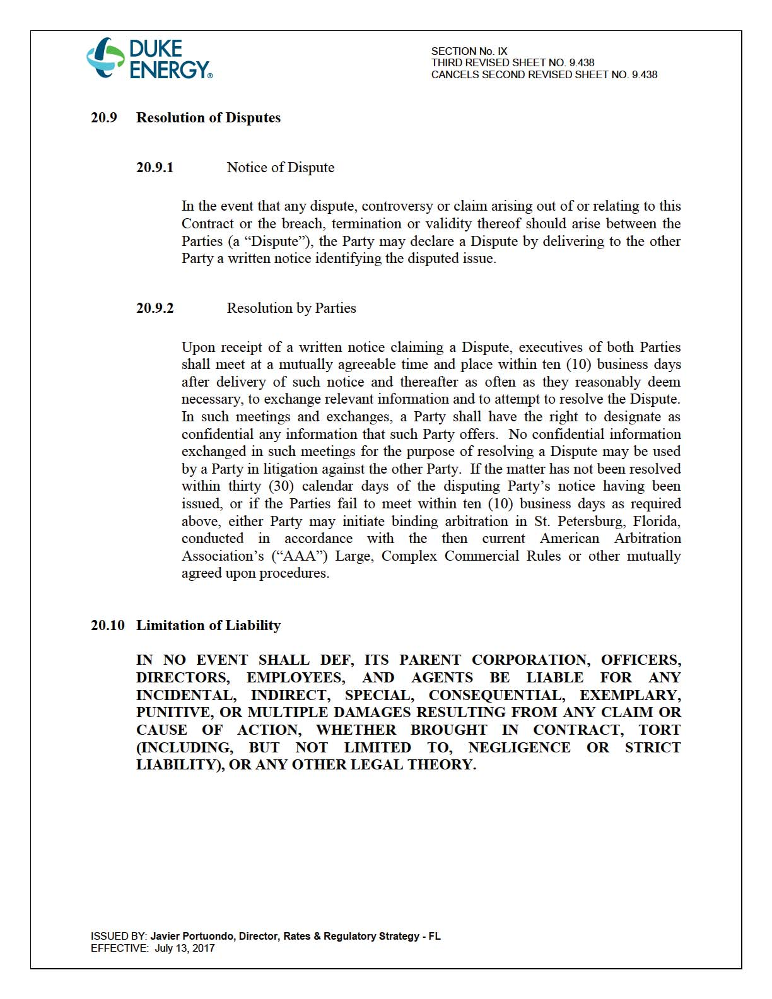 DUKE
ENERGY®
SECTION No. IX
THIRD REVISED SHEET NO. 9.438
CANCELS SECOND REVISED SHEET NO. 9.438
20.9 Resolution of Disputes
20.9.1 Notice of Dispute
In the event that any dispute, controversy or claim arising out of or relating to this
Contract or the breach, termination or validity thereof should arise between the
Parties (a “Dispute”), the Party may declare a Dispute by delivering to the other
Party a written notice identifying the disputed issue.
20.9.2 Resolution by Parties
Upon receipt of a written notice claiming a Dispute, executives of both Parties
shall meet at a mutually agreeable time and place within ten (10) business days
after delivery of such notice and thereafter as often as they reasonably deem
necessary, to exchange relevant information and to attempt to resolve the Dispute.
In such meetings and exchanges, a Party shall have the right to designate as
confidential any information that such Party offers. No confidential information
exchanged in such meetings for the purpose of resolving a Dispute may be used
by a Party in litigation against the other Party. If the matter has not been resolved
within thirty (30) calendar days of the disputing Party’s notice having been
issued, or if the Parties fail to meet within ten (10) business days as required
above, either Party may initiate binding arbitration in St. Petersburg, Florida,
conducted in accordance with the then current American Arbitration
Association’s (“AAA”) Large, Complex Commercial Rules or other mutually
agreed upon procedures.
20.10 Limitation of Liability
IN NO EVENT SHALL DEF, ITS PARENT CORPORATION, OFFICERS,
DIRECTORS, EMPLOYEES, AND AGENTS BE LIABLE FOR ANY
INCIDENTAL, INDIRECT, SPECIAL, CONSEQUENTIAL, EXEMPLARY,
PUNITIVE, OR MULTIPLE DAMAGES RESULTING FROM ANY CLAIM OR
CAUSE OF ACTION, WHETHER BROUGHT IN CONTRACT, TORT
(INCLUDING, BUT NOT LIMITED TO, NEGLIGENCE OR STRICT
LIABILITY), OR ANY OTHER LEGAL THEORY.
ISSUED BY: Javier Portuondo, Director, Rates & Regulatory Strategy - FL
EFFECTIVE: July 13, 2017